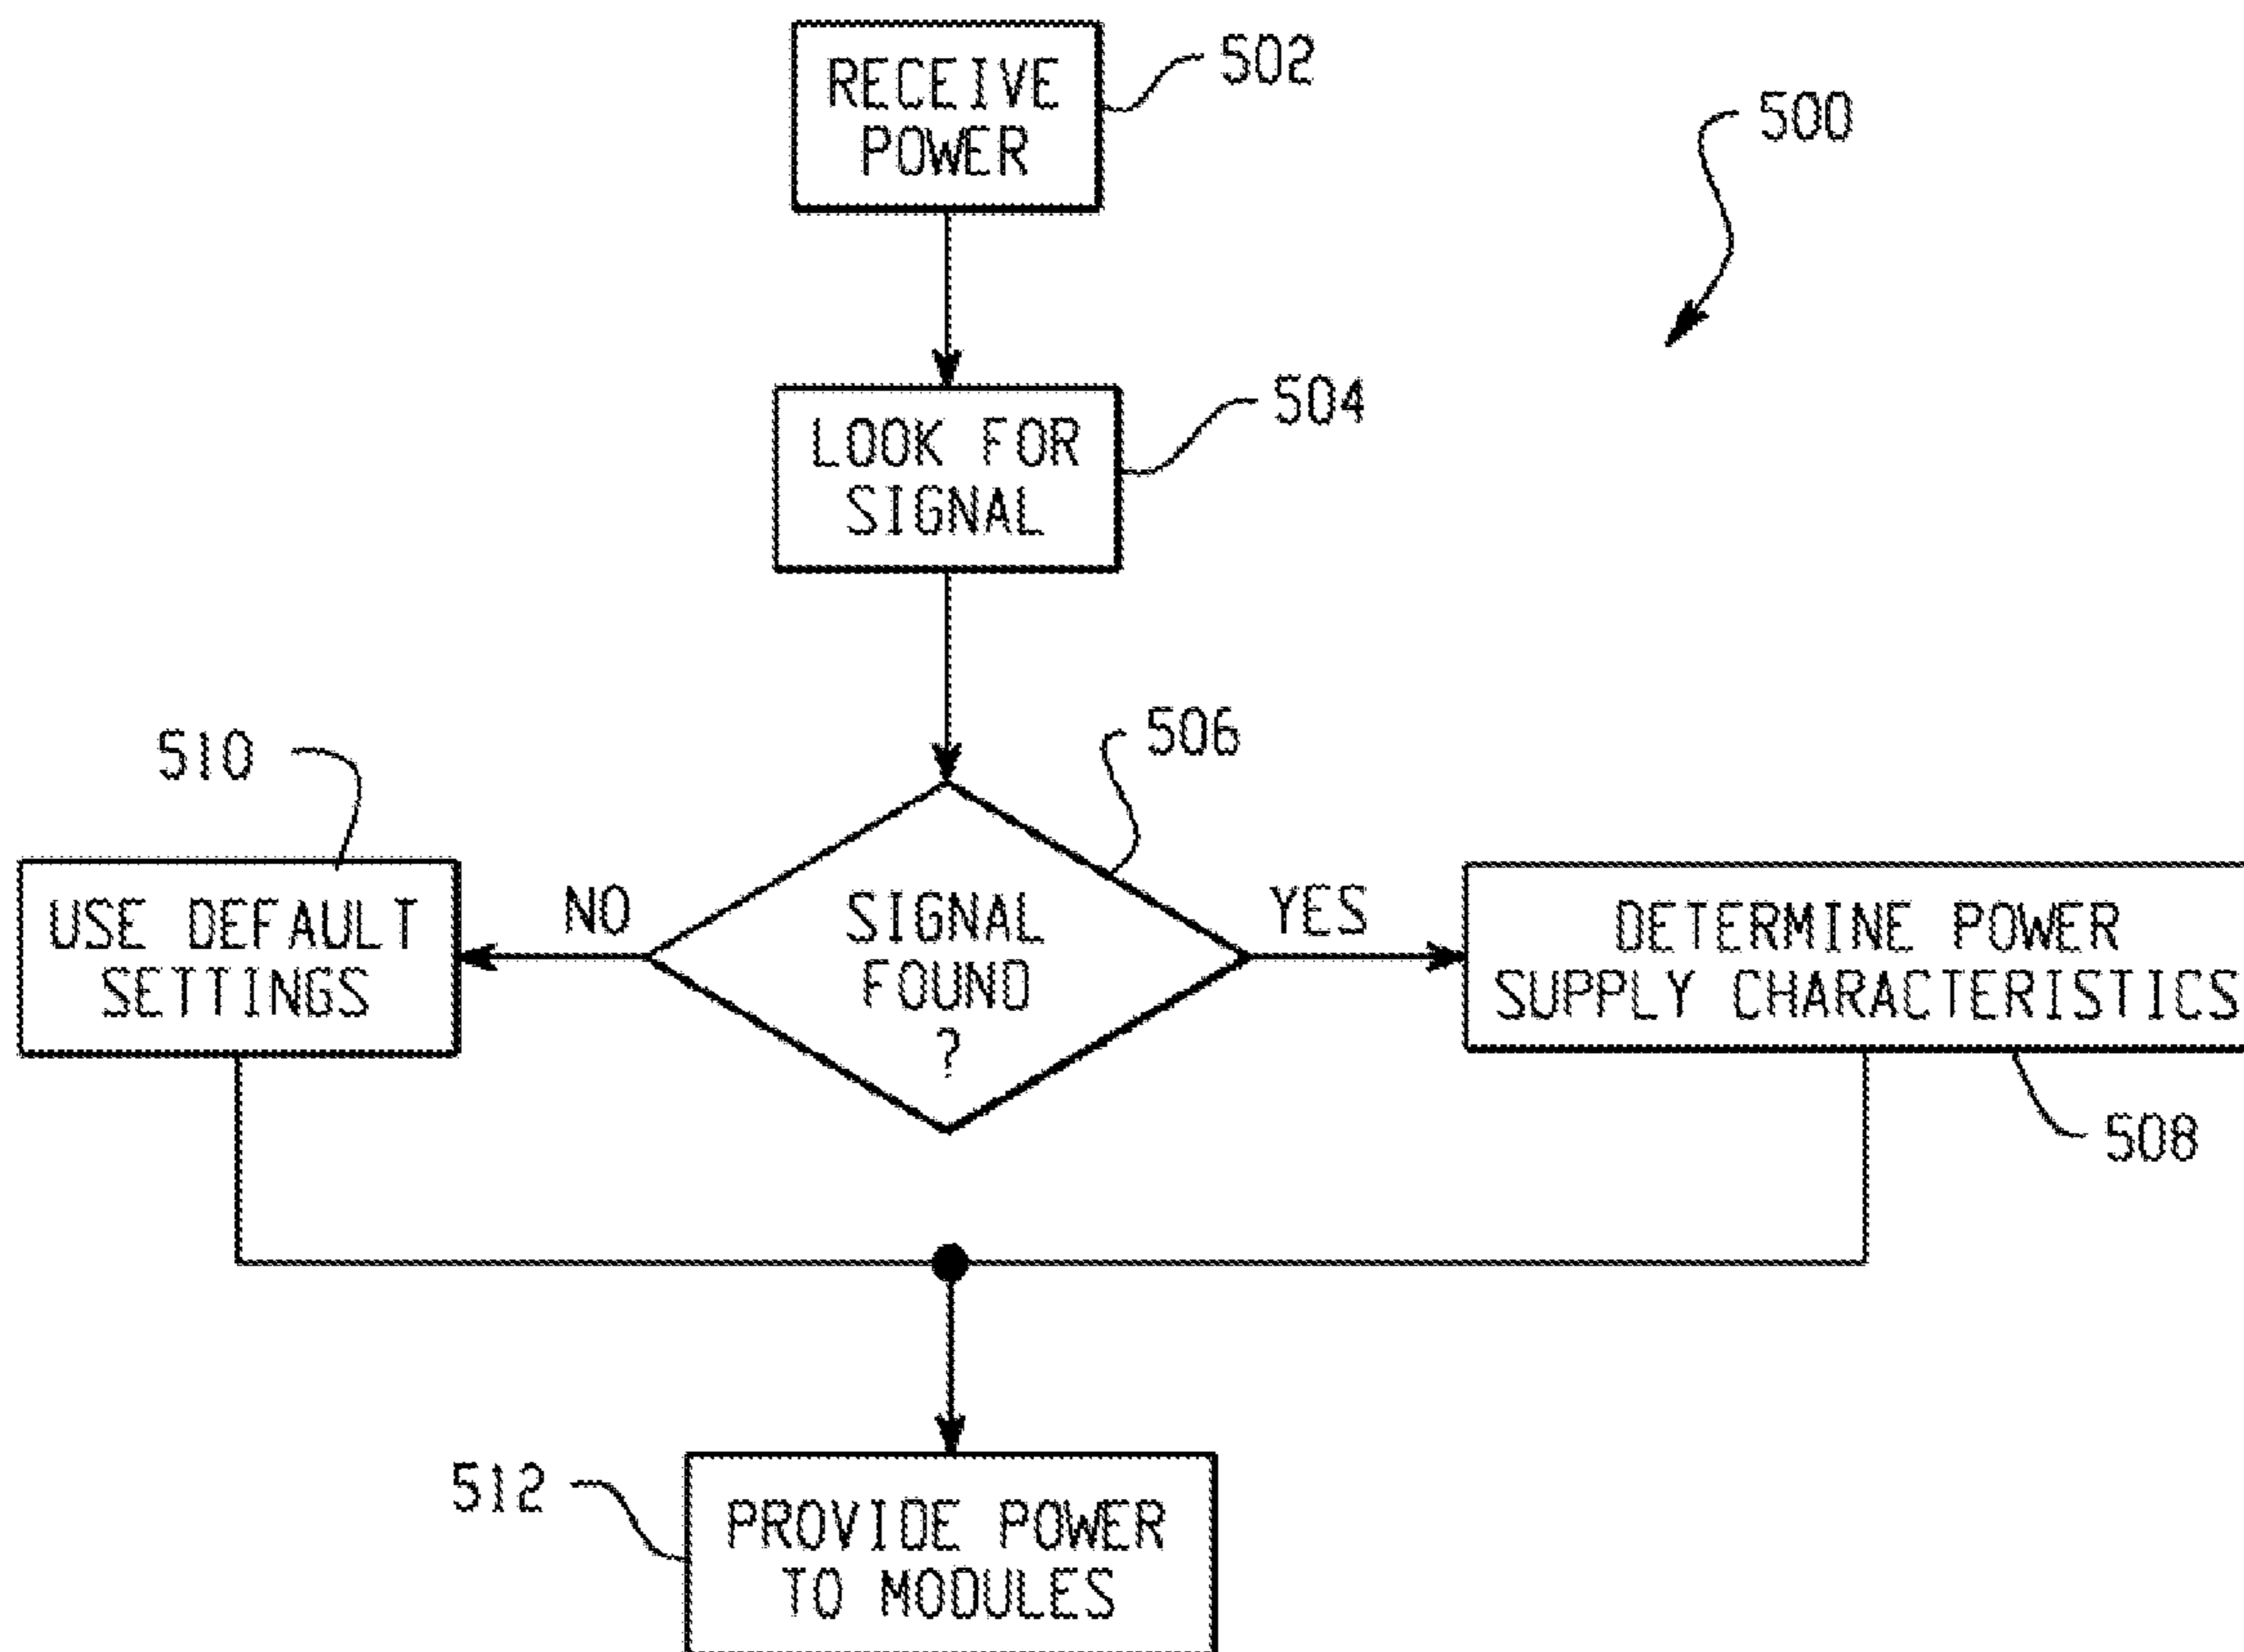 RECEIVE
POWER
502
500
LOOK FOR
SIGNAL
504
506
510
USE DEFAULT
SETTINGS
NO
SIGNAL
FOUND
?
YES
DETERMINE POWER
SUPPLY CHARACTERISTICS
508
512
PROVIDE POWER
TO MODULES